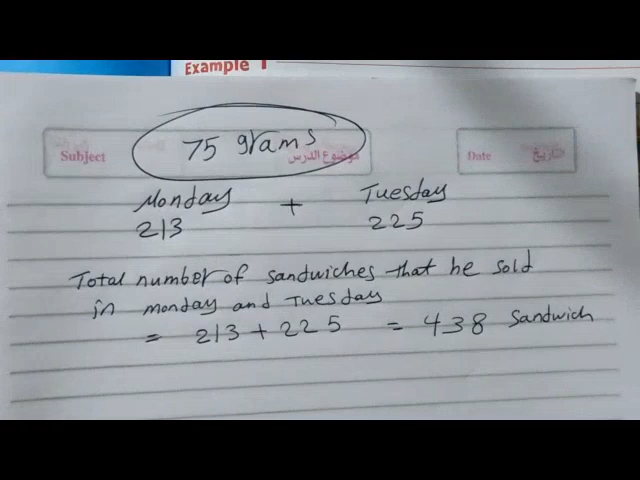 Example 1
75 grams
Subject موضوع الدرس Date التاريخ
Monday + Tuesday
213 225
Total number of sandwiches that he sold
in monday and Tuesday
= 213 + 225 = 438 Sandwich